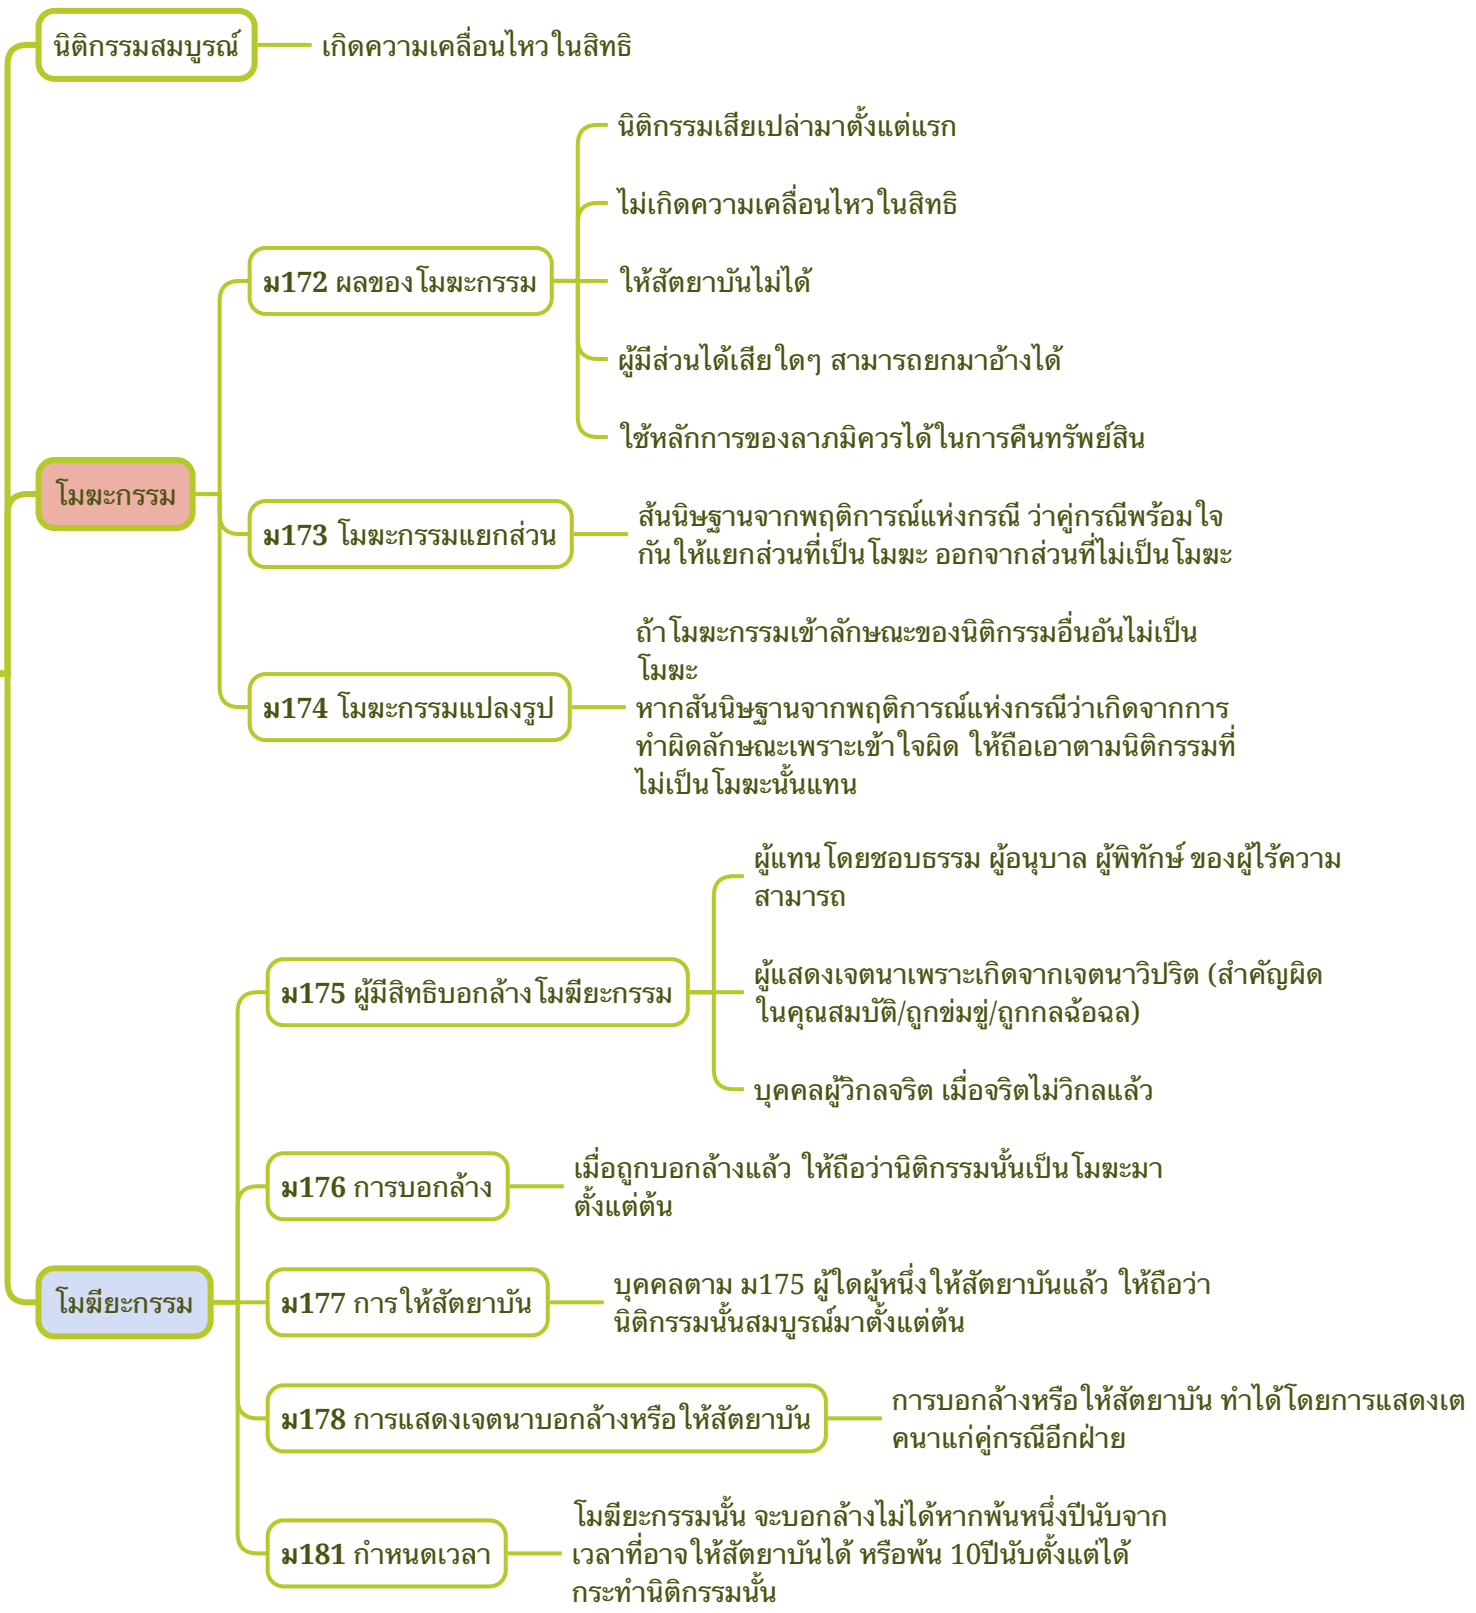 นิติกรรมสมบูรณ์
เกิดความเคลื่อนไหวในสิทธิ
โมฆะกรรม
ม172 ผลของโมฆะกรรม
นิติกรรมเสียเปล่ามาตั้งแต่แรก
ไม่เกิดความเคลื่อนไหวในสิทธิ
ให้สัตยาบันไม่ได้
ผู้มีส่วนได้เสียใดๆ สามารถยกมาอ้างได้
ใช้หลักการของลาภมิควรได้ในการคืนทรัพย์สิน
ม173 โมฆะกรรมแยกส่วน
ส้นนิษฐานจากพฤติการณ์แห่งกรณี ว่าคู่กรณีพร้อมใจ
กันให้แยกส่วนที่เป็นโมฆะ ออกจากส่วนที่ไม่เป็นโมฆะ
ม174 โมฆะกรรมแปลงรูป
ถ้าโมฆะกรรมเข้าลักษณะของนิติกรรมอื่นอันไม่เป็น
โมฆะ
หากสันนิษฐานจากพฤติการณ์แห่งกรณีว่าเกิดจากการ
ทำผิดลักษณะเพราะเข้าใจผิด ให้ถือเอาตามนิติกรรมที่
ไม่เป็นโมฆะนั้นแทน
โมฆียะกรรม
ม175 ผู้มีสิทธิบอกล้างโมฆียะกรรม
ผู้แทนโดยชอบธรรม ผู้อนุบาล ผู้พิทักษ์ ของผู้ไร้ความ
สามารถ
ผู้แสดงเจตนาเพราะเกิดจากเจตนาวิปริต (สำคัญผิด
ในคุณสมบัติ/ถูกข่มขู่/ถูกกลฉ้อฉล)
บุคคลผู้วิกลจริต เมื่อจริตไม่วิกลแล้ว
ม176 การบอกล้าง
เมื่อถูกบอกล้างแล้ว ให้ถือว่านิติกรรมนั้นเป็นโมฆะมา
ตั้งแต่ต้น
ม177 การให้สัตยาบัน
บุคคลตาม ม175 ผู้ใดผู้หนึ่งให้สัตยาบันแล้ว ให้ถือว่า
นิติกรรมนั้นสมบูรณ์มาตั้งแต่ต้น
ม178 การแสดงเจตนาบอกล้างหรือให้สัตยาบัน
การบอกล้างหรือให้สัตยาบัน ทำได้โดยการแสดงเต
คนาแก่คู่กรณีอีกฝ่าย
ม181 กำหนดเวลา
โมฆียะกรรมนั้น จะบอกล้างไม่ได้หากพ้นหนึ่งปีนับจาก
เวลาที่อาจให้สัตยาบันได้ หรือพ้น 10ปีนับตั้งแต่ได้
กระทำนิติกรรมนั้น